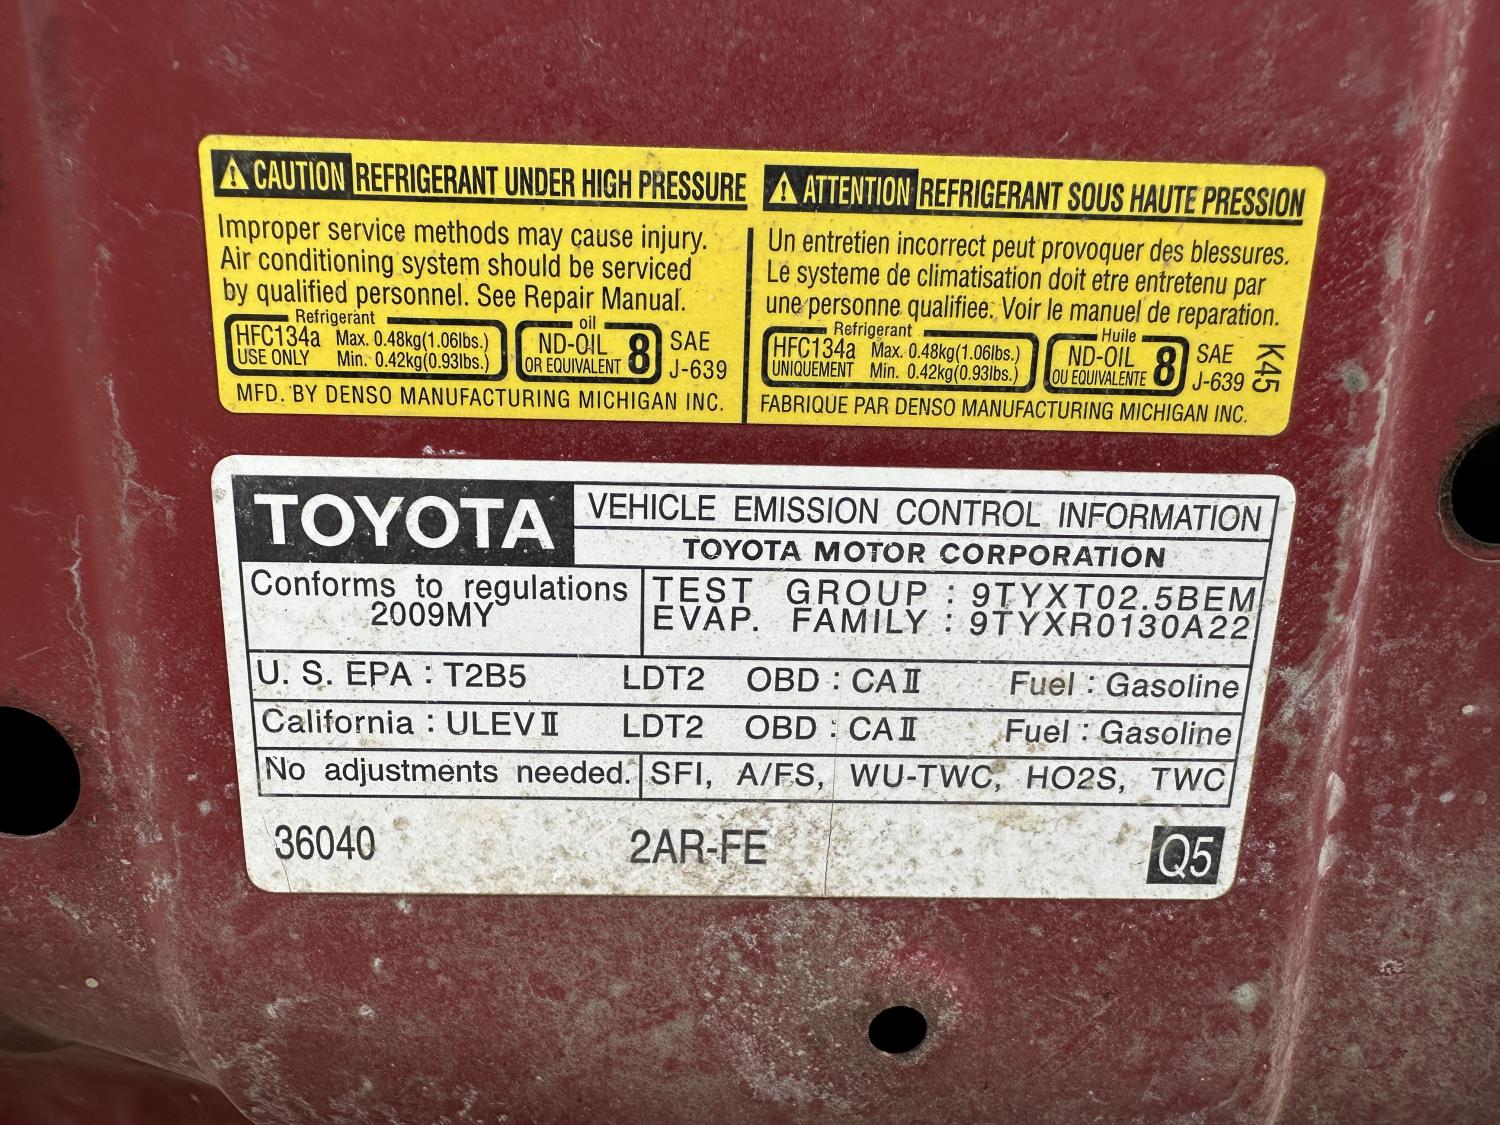 CAUTION REFRIGERANT UNDER HIGH PRESSURE
Improper service methods may cause injury.
Air conditioning system should be serviced
by qualified personnel. See Repair Manual.
Refrigerant
HFC134a Max. 0.48kg(1.06lbs.)
USE ONLY Min. 0.42kg(0.93lbs.)
oil
ND-OIL 8
OR EQUIVALENT
SAE
J-639
MFD. BY DENSO MANUFACTURING MICHIGAN INC.
ATTENTION REFRIGERANT SOUS HAUTE PRESSION
Un entretien incorrect peut provoquer des blessures.
Le systeme de climatisation doit etre entretenu par
une personne qualifiee. Voir le manuel de reparation.
Refrigerant
HFC134a Max. 0.48kg(1.06lbs.)
UNIQUEMENT Min. 0.42kg(0.93lbs.)
Huile
ND-OIL 8
OU EQUIVALENTE
SAE
J-639
K45
FABRIQUE PAR DENSO MANUFACTURING MICHIGAN INC.
TOYOTA VEHICLE EMISSION CONTROL INFORMATION
TOYOTA MOTOR CORPORATION
Conforms to regulations
2009MY
TEST GROUP : 9TYXT02.5BEM
EVAP. FAMILY : 9TYXR0130A22
U. S. EPA : T2B5 LDT2 OBD : CAⅡ Fuel : Gasoline
California : ULEVⅡ LDT2 OBD : CAⅡ Fuel : Gasoline
No adjustments needed. SFI, A/FS, WU-TWC, HO2S, TWC
36040 2AR-FE Q5